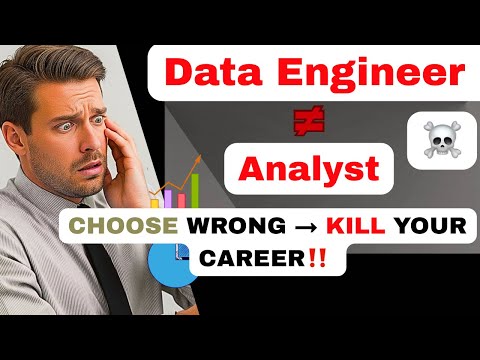 Data Engineer
≠
Analyst
CHOOSE WRONG → KILL YOUR
CAREER‼️